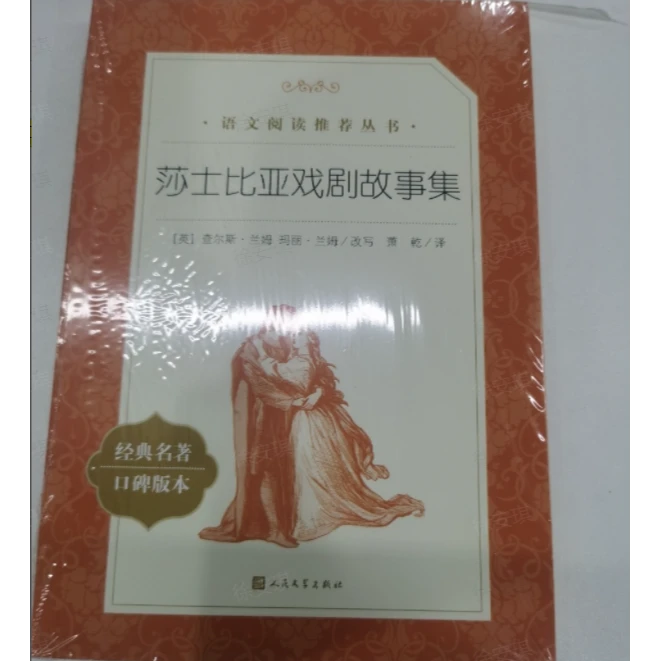 ·语文阅读推荐丛书·
莎士比亚戏剧故事集
[英]查尔斯·兰姆 玛丽·兰姆/改写 萧 乾/译
经典名著
口碑版本
人民文学出版社